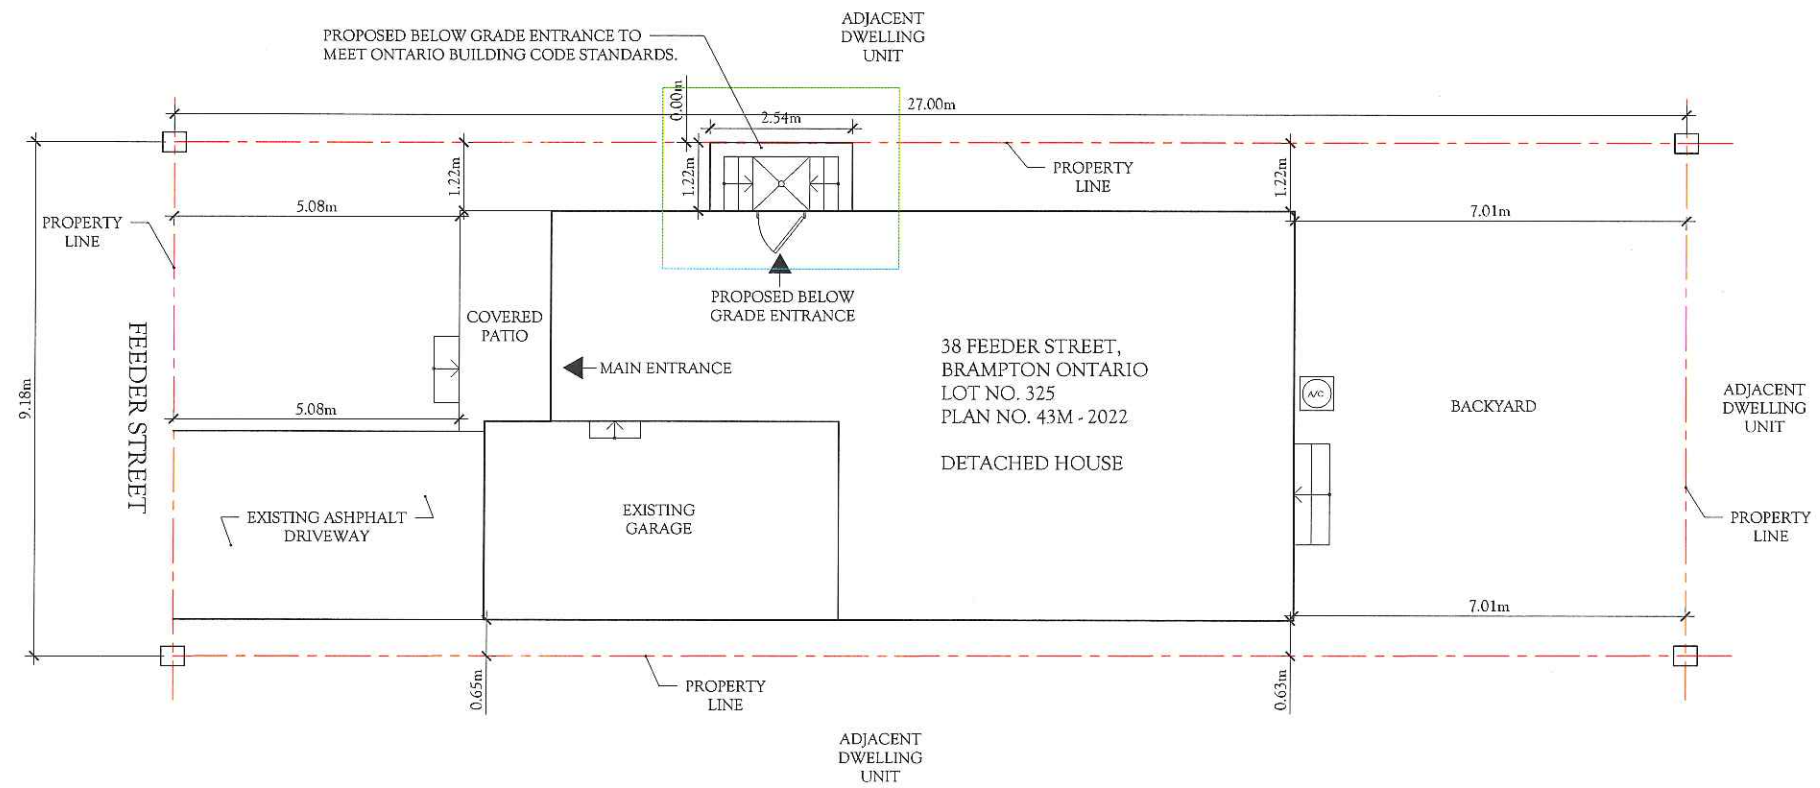 ADJACENT
DWELLING
UNIT
PROPOSED BELOW GRADE ENTRANCE TO
MEET ONTARIO BUILDING CODE STANDARDS.
0.00m
27.00m
2.54m
1.22m
1.22m
1.22m
PROPERTY
LINE
5.08m
7.01m
PROPERTY
LINE
PROPOSED BELOW
GRADE ENTRANCE
COVERED
PATIO
MAIN ENTRANCE
38 FEEDER STREET,
BRAMPTON ONTARIO
LOT NO. 325
PLAN NO. 43M - 2022
DETACHED HOUSE
FEEDER STREET
9.18m
5.08m
A/C
BACKYARD
ADJACENT
DWELLING
UNIT
EXISTING ASHPHALT
DRIVEWAY
EXISTING
GARAGE
PROPERTY
LINE
7.01m
0.65m
PROPERTY
LINE
0.63m
ADJACENT
DWELLING
UNIT